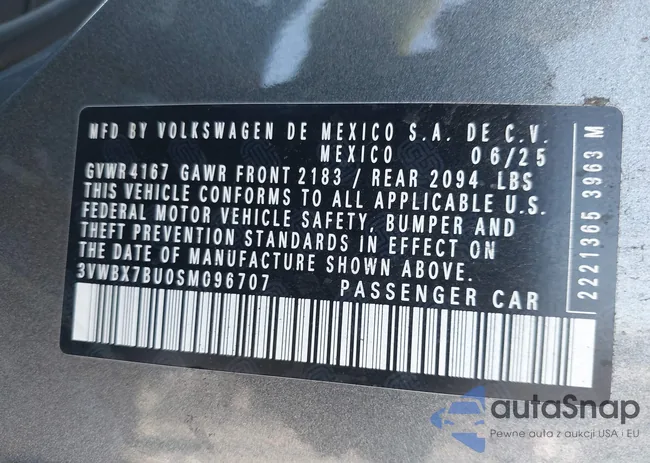 MFD BY VOLKSWAGEN DE MEXICO S.A. DE C.V.
MEXICO 06/25
GVWR 4167 GAWR FRONT 2183 / REAR 2094 LBS
THIS VEHICLE CONFORMS TO ALL APPLICABLE U.S.
FEDERAL MOTOR VEHICLE SAFETY, BUMPER AND
THEFT PREVENTION STANDARDS IN EFFECT ON
THE DATE OF MANUFACTURE SHOWN ABOVE.
3VWBX7BU0SM096707 PASSENGER CAR
2221365 3963 M
autaSnap
Pewne auta z aukcji USA i EU